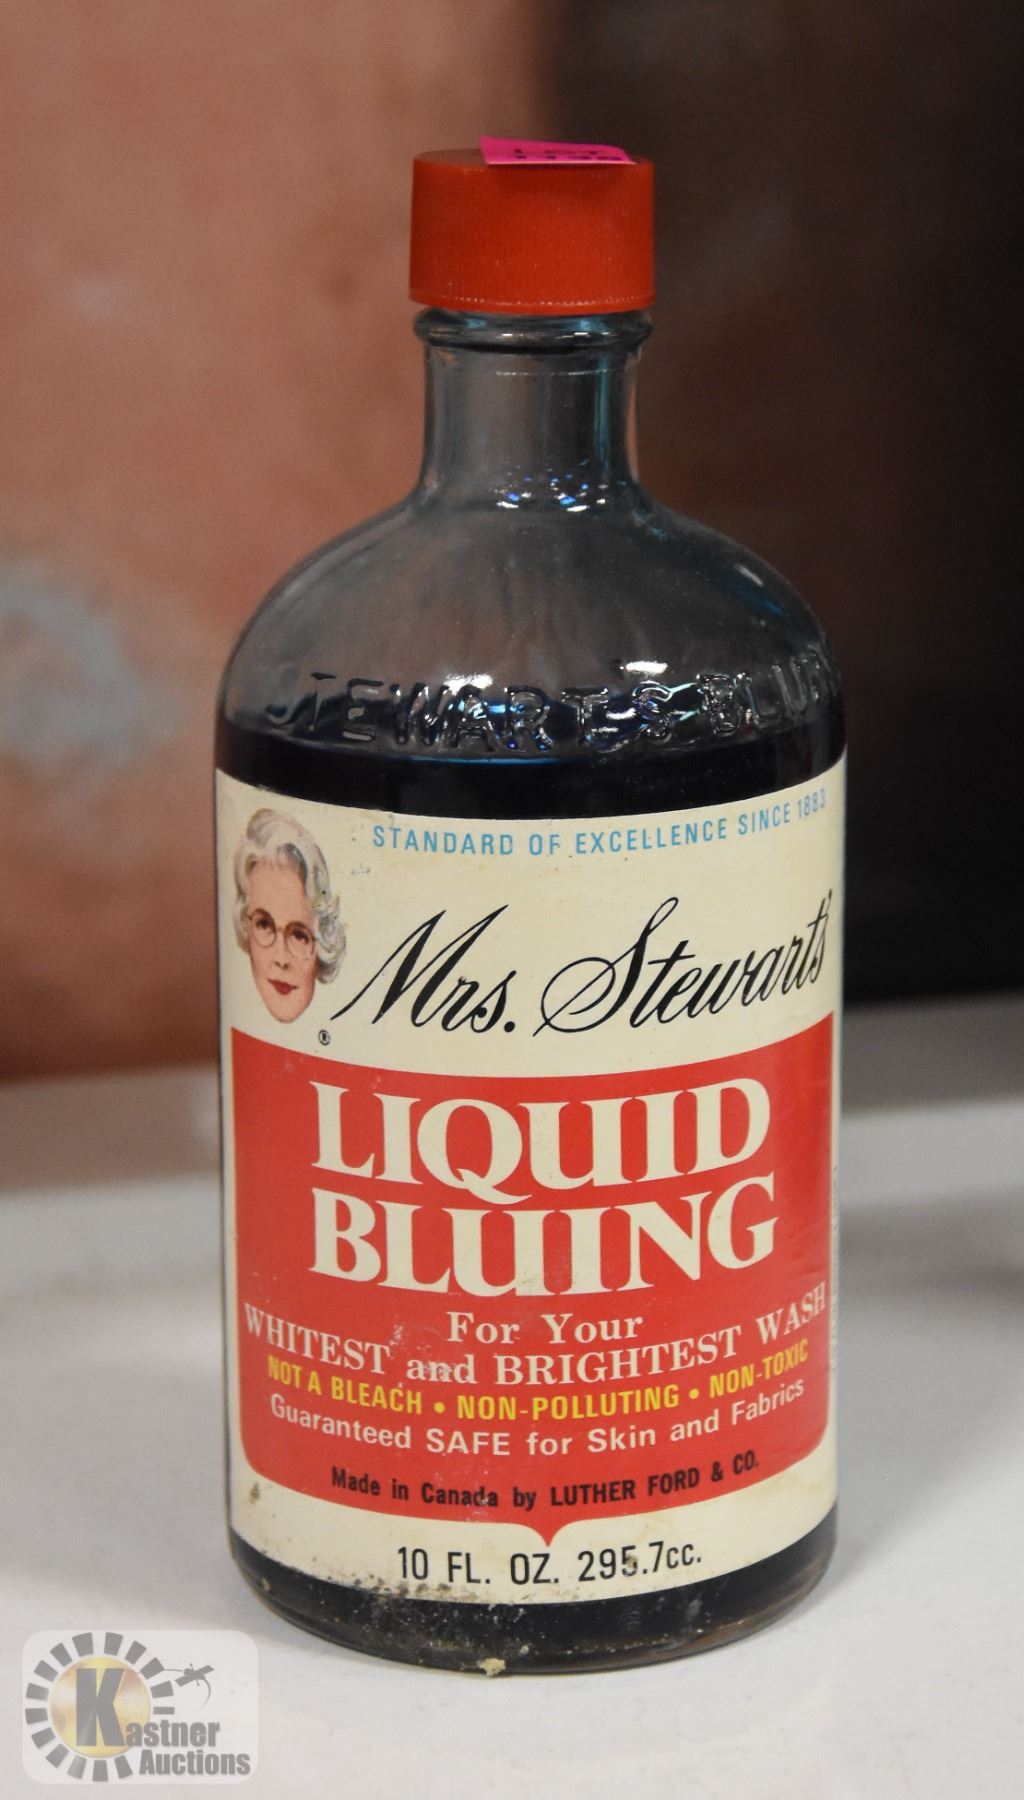 STEWART'S BLUI
STANDARD OF EXCELLENCE SINCE 1883
Mrs. Stewart's
®
LIQUID
BLUING
For Your
WHITEST and BRIGHTEST WASH
NOT A BLEACH • NON-POLLUTING • NON-TOXIC
Guaranteed SAFE for Skin and Fabrics
Made in Canada by LUTHER FORD & CO.
10 FL. OZ. 295.7cc.
Kastner
Auctions